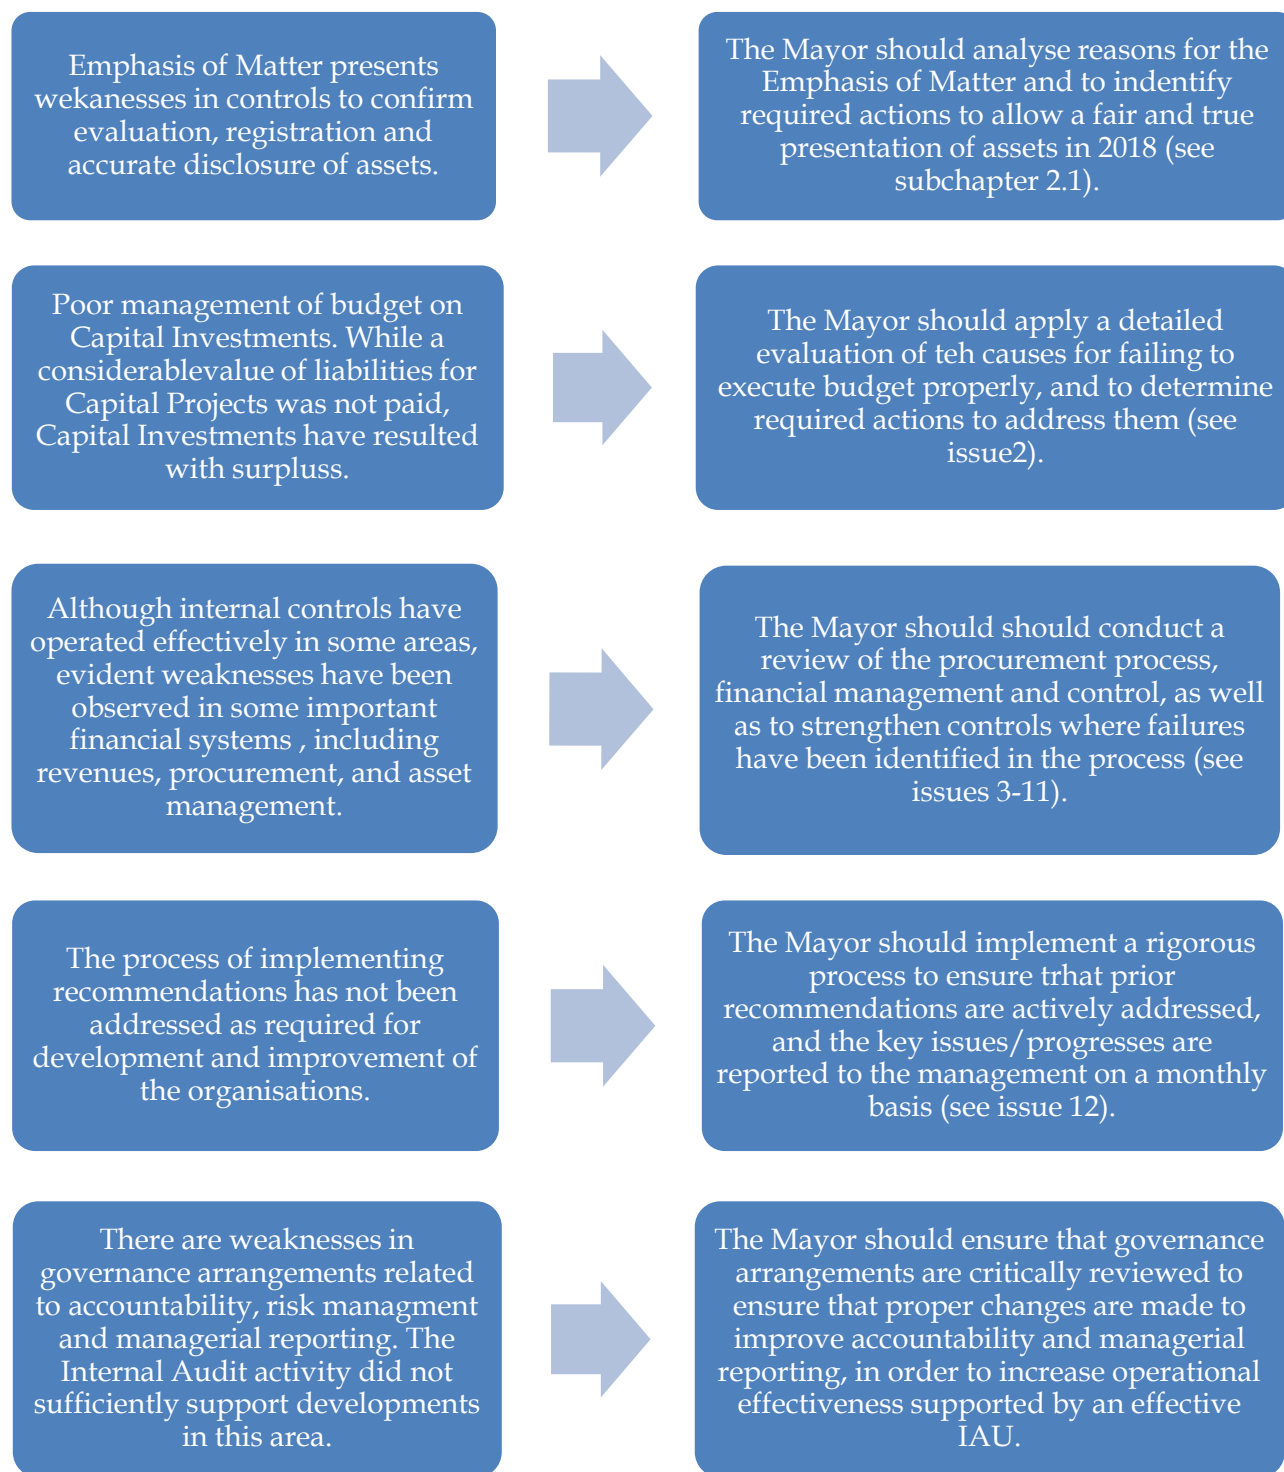 Emphasis of Matter presents
wekanesses in controls to confirm
evaluation, registration and
accurate disclosure of assets.
The Mayor should analyse reasons for the
Emphasis of Matter and to indentify
required actions to allow a fair and true
presentation of assets in 2018 (see
subchapter 2.1).
Poor management of budget on
Capital Investments. While a
considerablevalue of liabilities for
Capital Projects was not paid,
Capital Investments have resulted
with surpluss.
The Mayor should apply a detailed
evaluation of teh causes for failing to
execute budget properly, and to determine
required actions to address them (see
issue2).
Although internal controls have
operated effectively in some areas,
evident weaknesses have been
observed in some important
financial systems , including
revenues, procurement, and asset
management.
The Mayor should should conduct a
review of the procurement process,
financial management and control, as well
as to strengthen controls where failures
have been identified in the process (see
issues 3-11).
The process of implementing
recommendations has not been
addressed as required for
development and improvement of
the organisations.
The Mayor should implement a rigorous
process to ensure trhat prior
recommendations are actively addressed,
and the key issues/progresses are
reported to the management on a monthly
basis (see issue 12).
There are weaknesses in
governance arrangements related
to accountability, risk managment
and managerial reporting. The
Internal Audit activity did not
sufficiently support developments
in this area.
The Mayor should ensure that governance
arrangements are critically reviewed to
ensure that proper changes are made to
improve accountability and managerial
reporting, in order to increase operational
effectiveness supported by an effective
IAU.